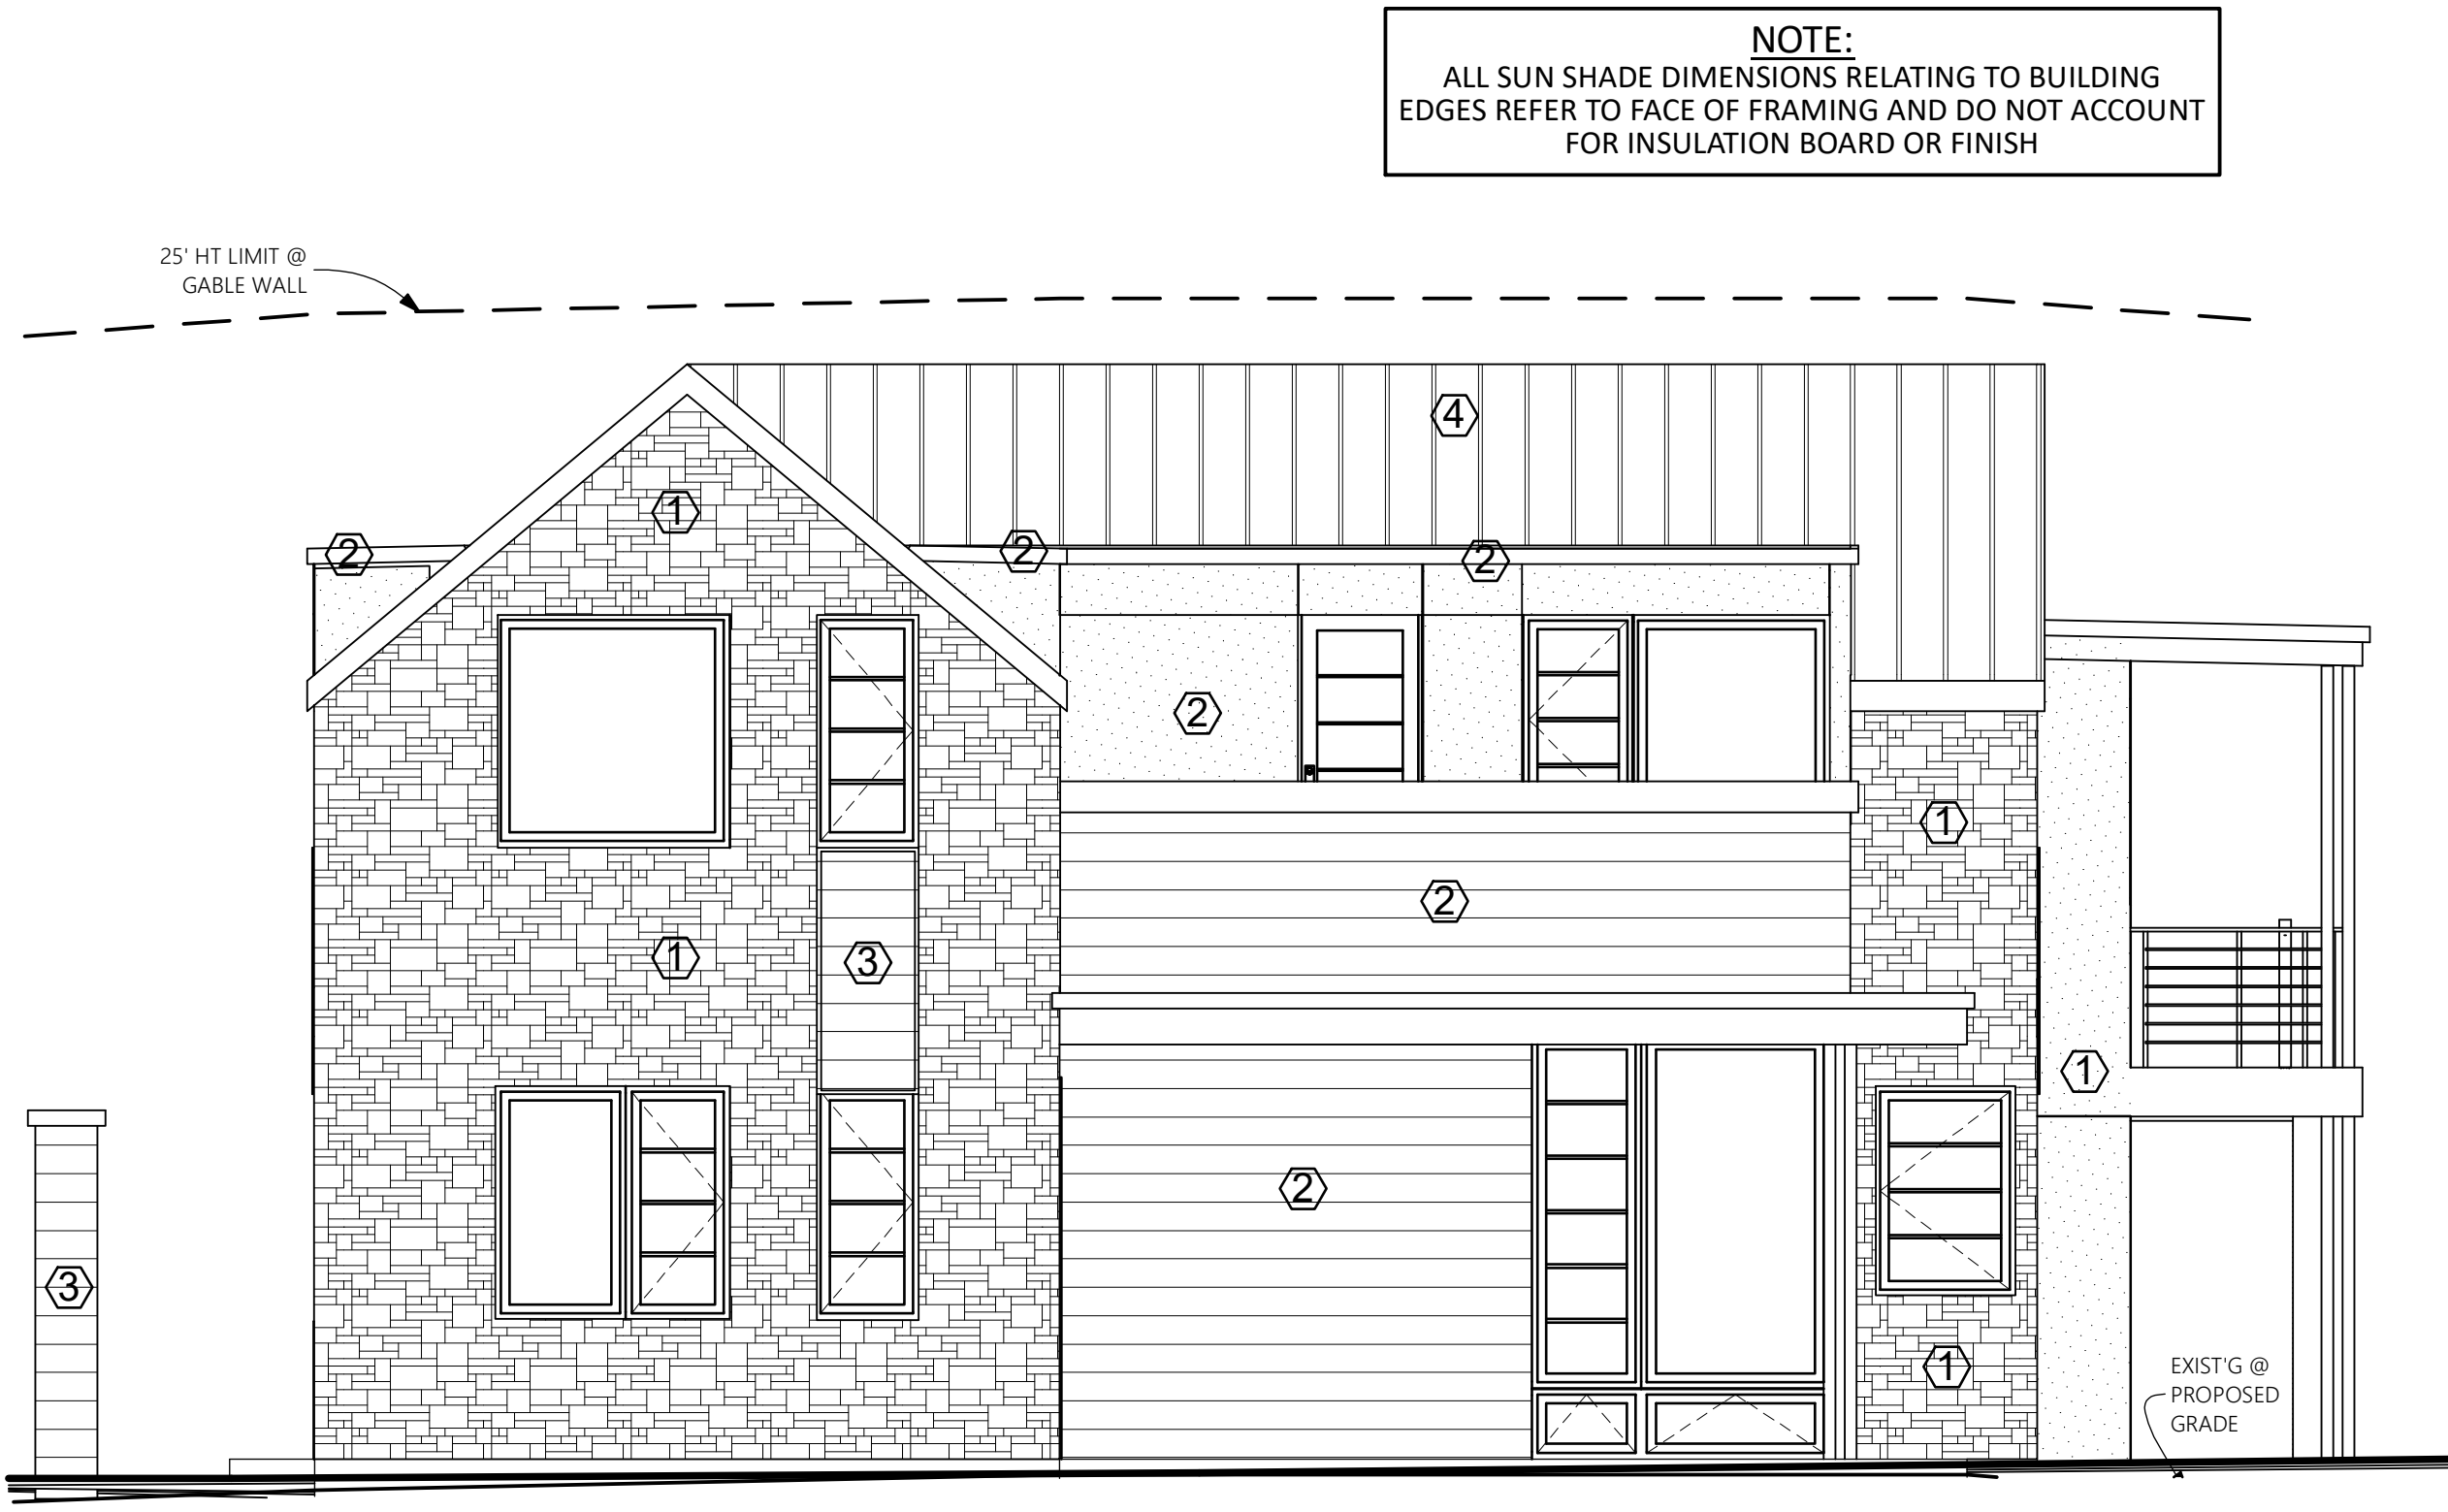 NOTE:
ALL SUN SHADE DIMENSIONS RELATING TO BUILDING
EDGES REFER TO FACE OF FRAMING AND DO NOT ACCOUNT
FOR INSULATION BOARD OR FINISH
25' HT LIMIT @
GABLE WALL
4
1
2
2
2
2
1
2
1
3
1
2
3
1
EXIST'G @
PROPOSED
GRADE